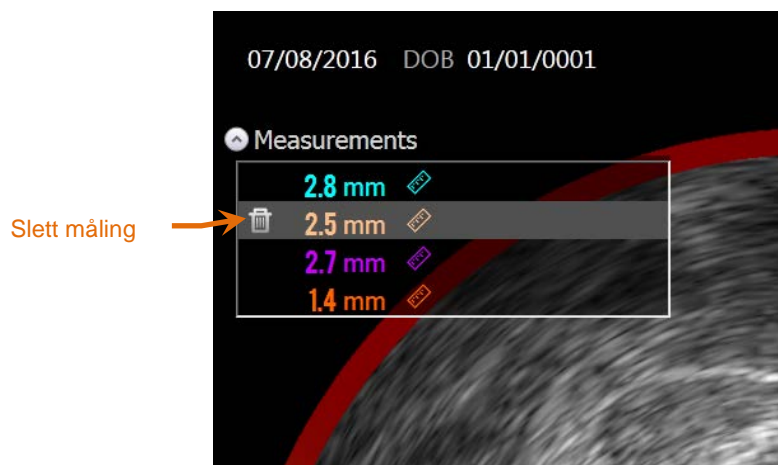 07/08/2016 DOB 01/01/0001
Measurements
2.8 mm
Slett måling
2.5 mm
2.7 mm
1.4 mm